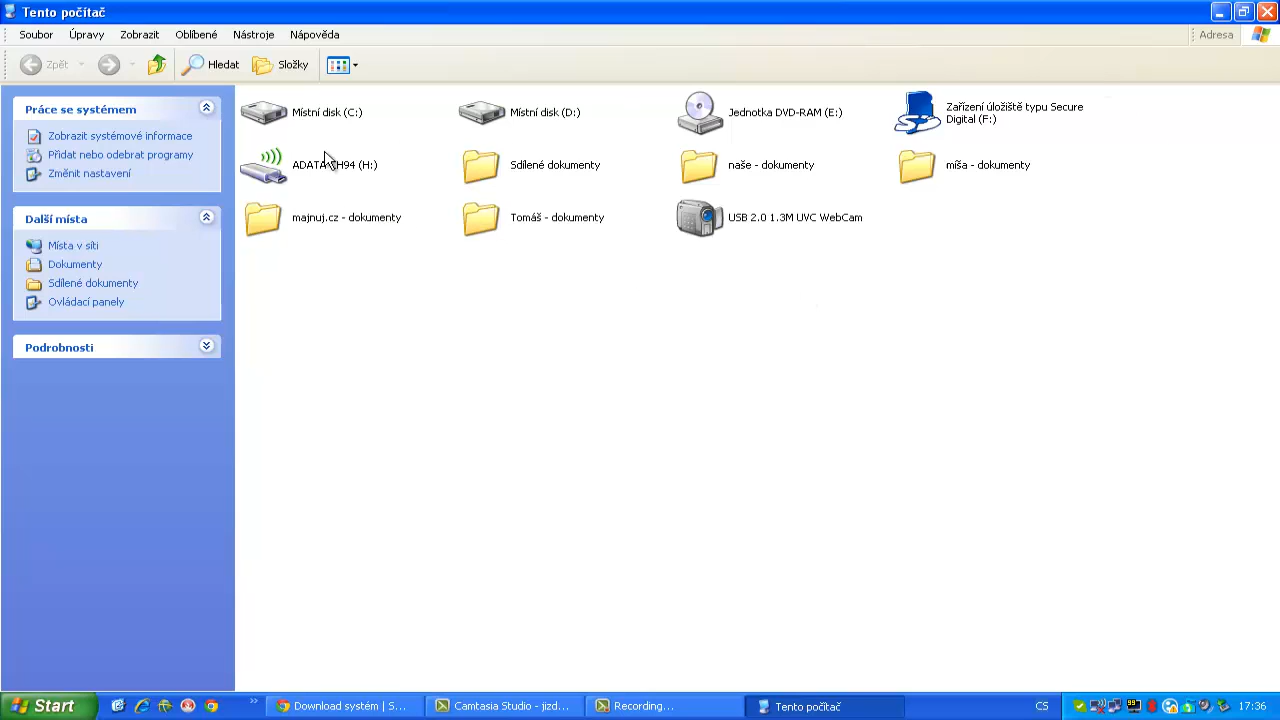 Tento počítač
Soubor Úpravy Zobrazit Oblíbené Nástroje Nápověda Adresa
Zpět Hledat Složky
Práce se systémem
Zobrazit systémové informace
Přidat nebo odebrat programy
Změnit nastavení
Další místa
Místa v síti
Dokumenty
Sdílené dokumenty
Ovládací panely
Podrobnosti
Místní disk (C:) Místní disk (D:) Jednotka DVD-RAM (E:) Zařízení úložiště typu Secure
Digital (F:)
ADATA (H:) Sdílené dokumenty naše - dokumenty míša - dokumenty
majnuj.cz - dokumenty Tomáš - dokumenty USB 2.0 1.3M UVC WebCam
Start Download systém | S... Camtasia Studio - jizd... Recording... Tento počítač CS 99 17:36